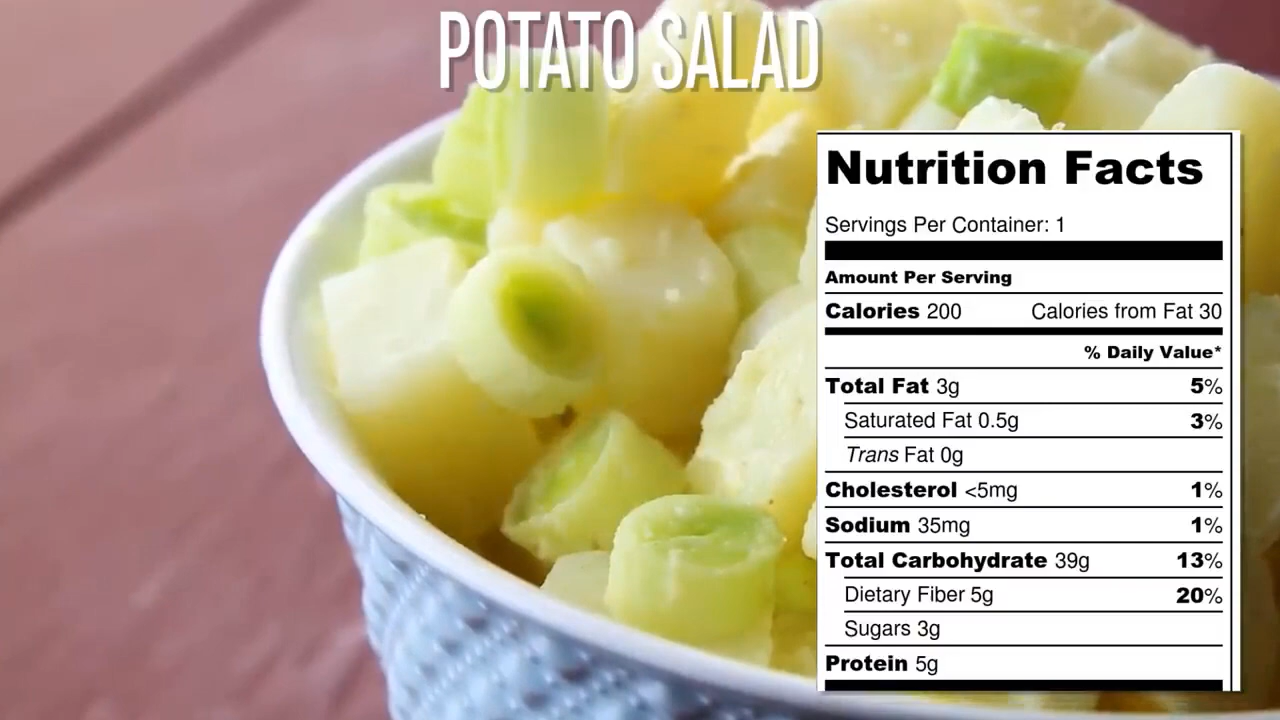 POTATO SALAD
Nutrition Facts
Servings Per Container: 1
Amount Per Serving
Calories 200 Calories from Fat 30
% Daily Value*
Total Fat 3g 5%
Saturated Fat 0.5g 3%
Trans Fat 0g
Cholesterol <5mg 1%
Sodium 35mg 1%
Total Carbohydrate 39g 13%
Dietary Fiber 5g 20%
Sugars 3g
Protein 5g